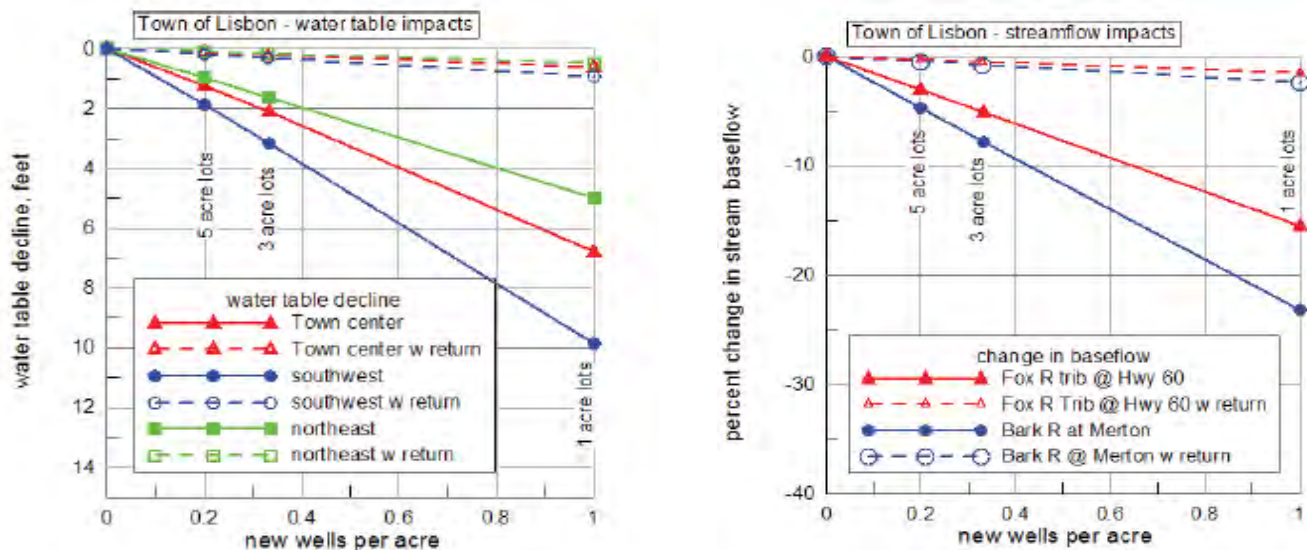 Town of Lisbon - water table impacts
water table decline, feet
0
2
4
6
8
10
12
14
5 acre lots
3 acre lots
1 acre lots
water table decline
Town center
Town center w return
southwest
southwest w return
northeast
northeast w return
0
0.2
0.4
0.6
0.8
1
new wells per acre
Town of Lisbon - streamflow impacts
percent change in stream baseflow
0
-10
-20
-30
-40
5 acre lots
3 acre lots
1 acre lots
change in baseflow
Fox R trib @ Hwy 60
Fox R Trib @ Hwy 60 w return
Bark R at Merton
Bark R @ Merton w return
0
0.2
0.4
0.6
0.8
1
new wells per acre